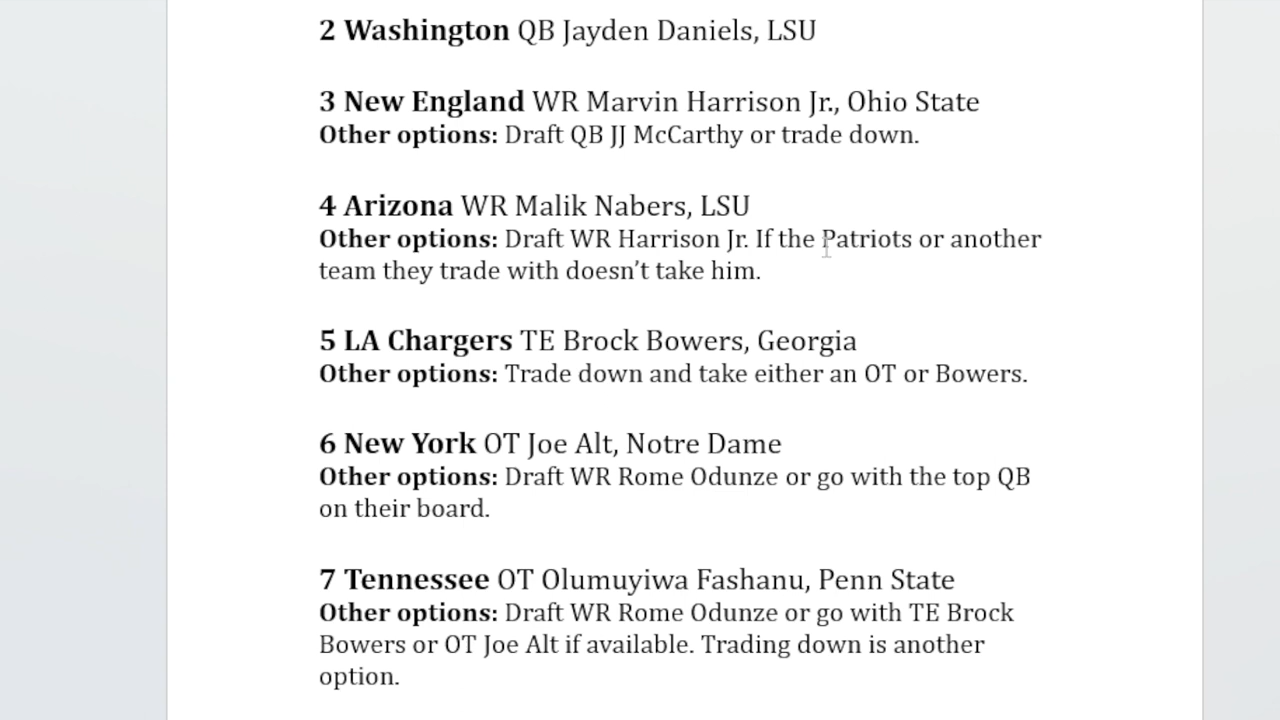 2 Washington QB Jayden Daniels, LSU
3 New England WR Marvin Harrison Jr., Ohio State
Other options: Draft QB JJ McCarthy or trade down.
4 Arizona WR Malik Nabers, LSU
Other options: Draft WR Harrison Jr. If the Patriots or another
team they trade with doesn’t take him.
5 LA Chargers TE Brock Bowers, Georgia
Other options: Trade down and take either an OT or Bowers.
6 New York OT Joe Alt, Notre Dame
Other options: Draft WR Rome Odunze or go with the top QB
on their board.
7 Tennessee OT Olumuyiwa Fashanu, Penn State
Other options: Draft WR Rome Odunze or go with TE Brock
Bowers or OT Joe Alt if available. Trading down is another
option.